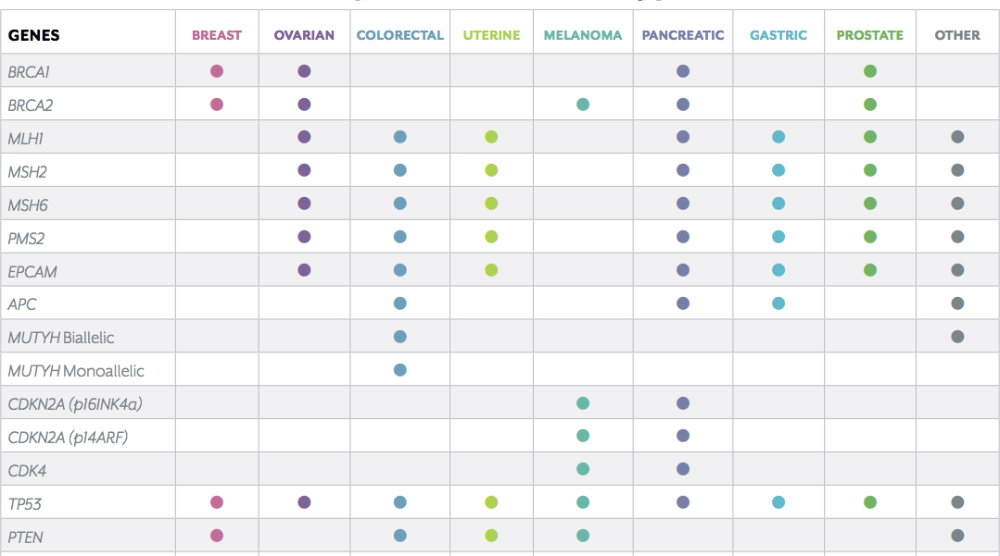 GENES BREAST OVARIAN COLORECTAL UTERINE MELANOMA PANCREATIC GASTRIC PROSTATE OTHER
BRCA1
BRCA2
MLH1
MSH2
MSH6
PMS2
EPCAM
APC
MUTYH Biallelic
MUTYH Monoallelic
CDKN2A (p16INK4a)
CDKN2A (p14ARF)
CDK4
TP53
PTEN